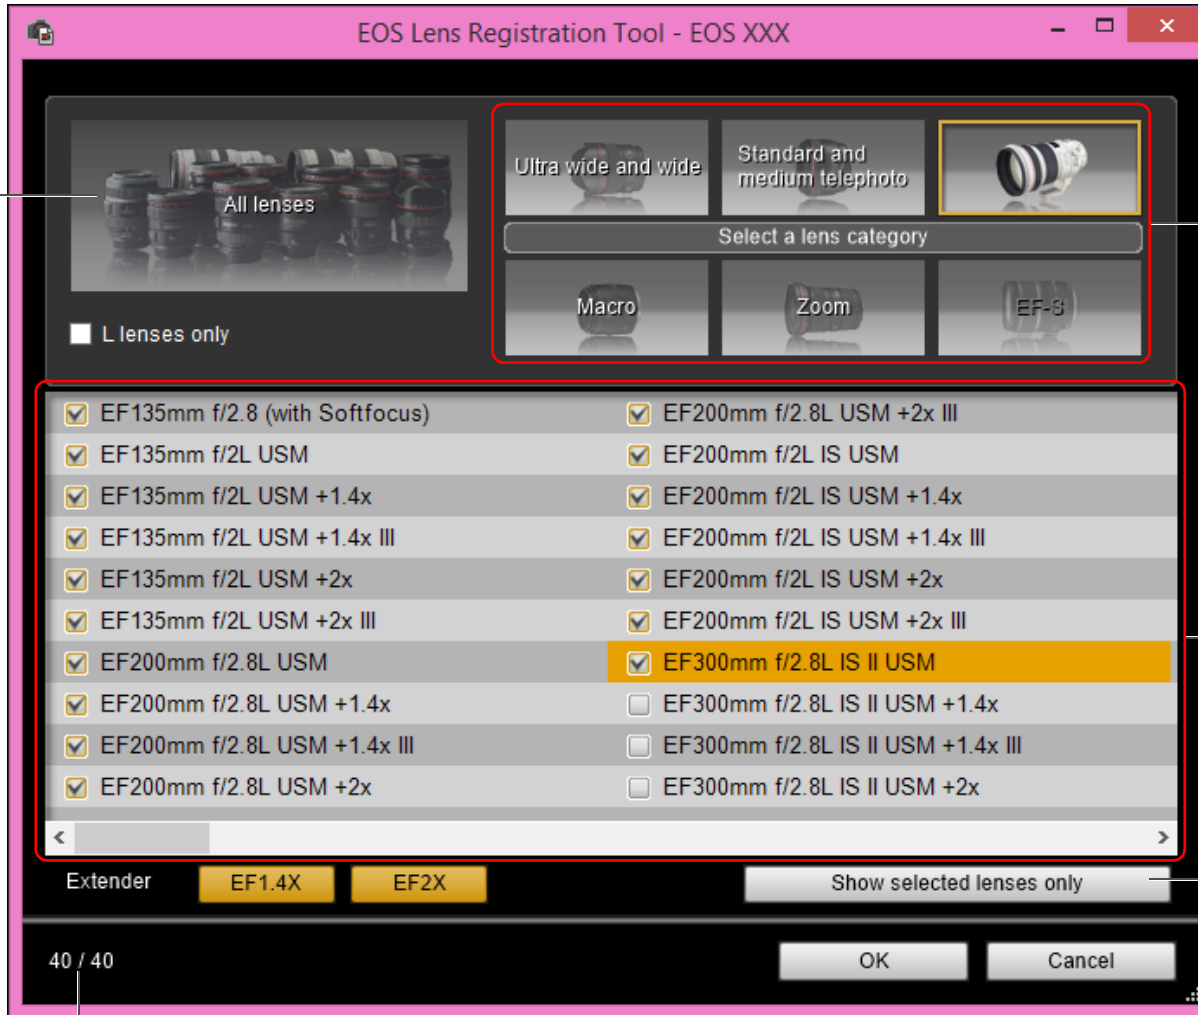 EOS Lens Registration Tool - EOS XXX
All lenses
L lenses only
Ultra wide and wide
Standard and
medium telephoto
Select a lens category
Macro
Zoom
EF-S
EF135mm f/2.8 (with Softfocus)
EF135mm f/2L USM
EF135mm f/2L USM +1.4x
EF135mm f/2L USM +1.4x III
EF135mm f/2L USM +2x
EF135mm f/2L USM +2x III
EF200mm f/2.8L USM
EF200mm f/2.8L USM +1.4x
EF200mm f/2.8L USM +1.4x III
EF200mm f/2.8L USM +2x
EF200mm f/2.8L USM +2x III
EF200mm f/2L IS USM
EF200mm f/2L IS USM +1.4x
EF200mm f/2L IS USM +1.4x III
EF200mm f/2L IS USM +2x
EF200mm f/2L IS USM +2x III
EF300mm f/2.8L IS II USM
EF300mm f/2.8L IS II USM +1.4x
EF300mm f/2.8L IS II USM +1.4x III
EF300mm f/2.8L IS II USM +2x
Extender
EF1.4X
EF2X
Show selected lenses only
40 / 40
OK
Cancel